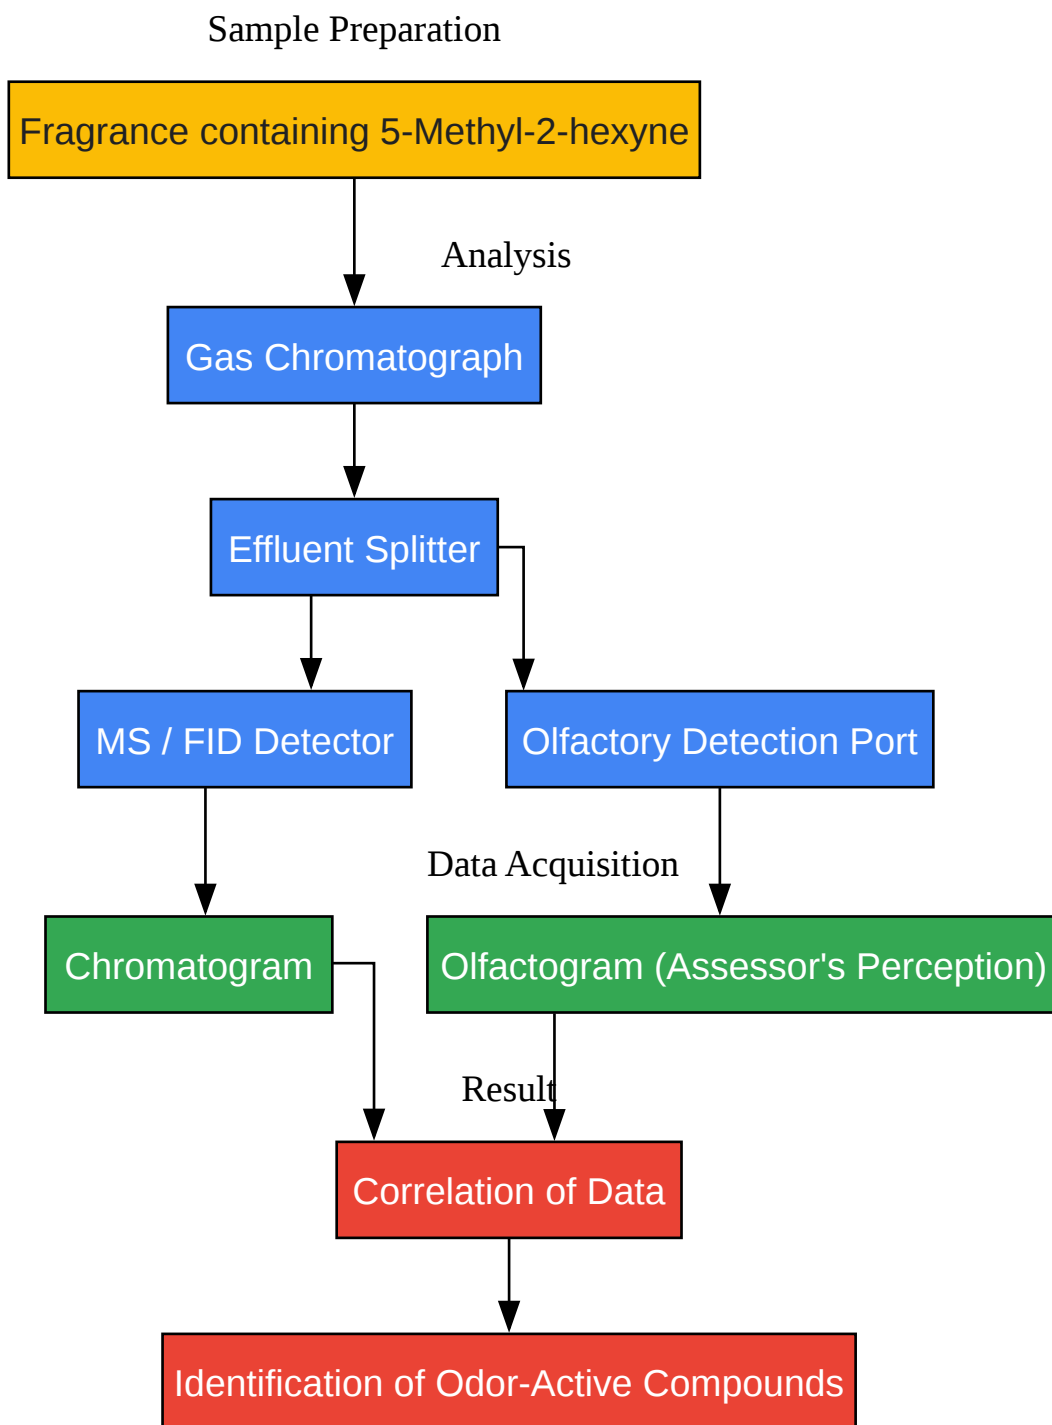 Sample Preparation
Fragrance containing 5-Methyl-2-hexyne
Analysis
Gas Chromatograph
Effluent Splitter
MS / FID Detector
Olfactory Detection Port
Data Acquisition
Chromatogram
Olfactogram (Assessor's Perception)
Result
Correlation of Data
Identification of Odor-Active Compounds